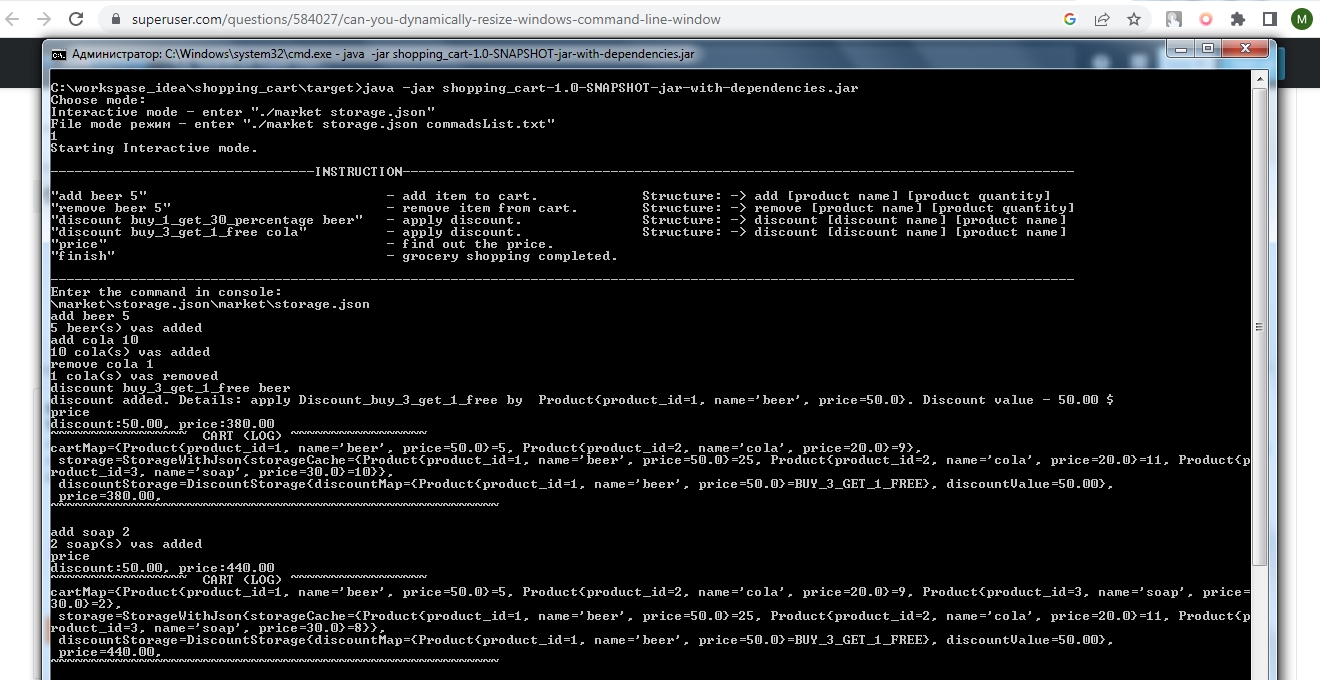 superuser.com/questions/584027/can-you-dynamically-resize-windows-command-line-window
M
Администратор: C:\Windows\system32\cmd.exe - java  -jar shopping_cart-1.0-SNAPSHOT-jar-with-dependencies.jar
C:\workspase_idea\shopping_cart\target>java -jar shopping_cart-1.0-SNAPSHOT-jar-with-dependencies.jar
Choose mode:
Interactive mode - enter "./market storage.json"
File mode режим - enter "./market storage.json commadsList.txt"
1
Starting Interactive mode.
---------------------------------INSTRUCTION------------------------------------------------------------------------------------
"add beer 5" - add item to cart. Structure: -> add [product name] [product quantity]
"remove beer 5" - remove item from cart. Structure: -> remove [product name] [product quantity]
"discount buy_1_get_30_percentage beer" - apply discount. Structure: -> discount [discount name] [product name]
"discount buy_3_get_1_free cola" - apply discount. Structure: -> discount [discount name] [product name]
"price" - find out the price.
"finish" - grocery shopping completed.
--------------------------------------------------------------------------------------------------------------------------------
Enter the command in console:
\market\storage.json\market\storage.json
add beer 5
5 beer(s) vas added
add cola 10
10 cola(s) vas added
remove cola 1
1 cola(s) vas removed
discount buy_3_get_1_free beer
discount added. Details: apply Discount_buy_3_get_1_free by  Product{product_id=1, name='beer', price=50.0}. Discount value - 50.00 $
price
discount:50.00, price:380.00
~~~~~~~~~~~~~~~~~  CART (LOG) ~~~~~~~~~~~~~~~~~
cartMap={Product{product_id=1, name='beer', price=50.0}=5, Product{product_id=2, name='cola', price=20.0}=9},
 storage=StorageWithJson{storageCache={Product{product_id=1, name='beer', price=50.0}=25, Product{product_id=2, name='cola', price=20.0}=11, Product{p
roduct_id=3, name='soap', price=30.0}=10}},
 discountStorage=DiscountStorage{discountMap={Product{product_id=1, name='beer', price=50.0}=BUY_3_GET_1_FREE}, discountValue=50.00},
 price=380.00,
~~~~~~~~~~~~~~~~~~~~~~~~~~~~~~~~~~~~~~~~~~~~~~~~~~~~~~~~
add soap 2
2 soap(s) vas added
price
discount:50.00, price:440.00
~~~~~~~~~~~~~~~~~  CART (LOG) ~~~~~~~~~~~~~~~~~
cartMap={Product{product_id=1, name='beer', price=50.0}=5, Product{product_id=2, name='cola', price=20.0}=9, Product{product_id=3, name='soap', price=
30.0}=2},
 storage=StorageWithJson{storageCache={Product{product_id=1, name='beer', price=50.0}=25, Product{product_id=2, name='cola', price=20.0}=11, Product{p
roduct_id=3, name='soap', price=30.0}=8}},
 discountStorage=DiscountStorage{discountMap={Product{product_id=1, name='beer', price=50.0}=BUY_3_GET_1_FREE}, discountValue=50.00},
 price=440.00,
~~~~~~~~~~~~~~~~~~~~~~~~~~~~~~~~~~~~~~~~~~~~~~~~~~~~~~~~